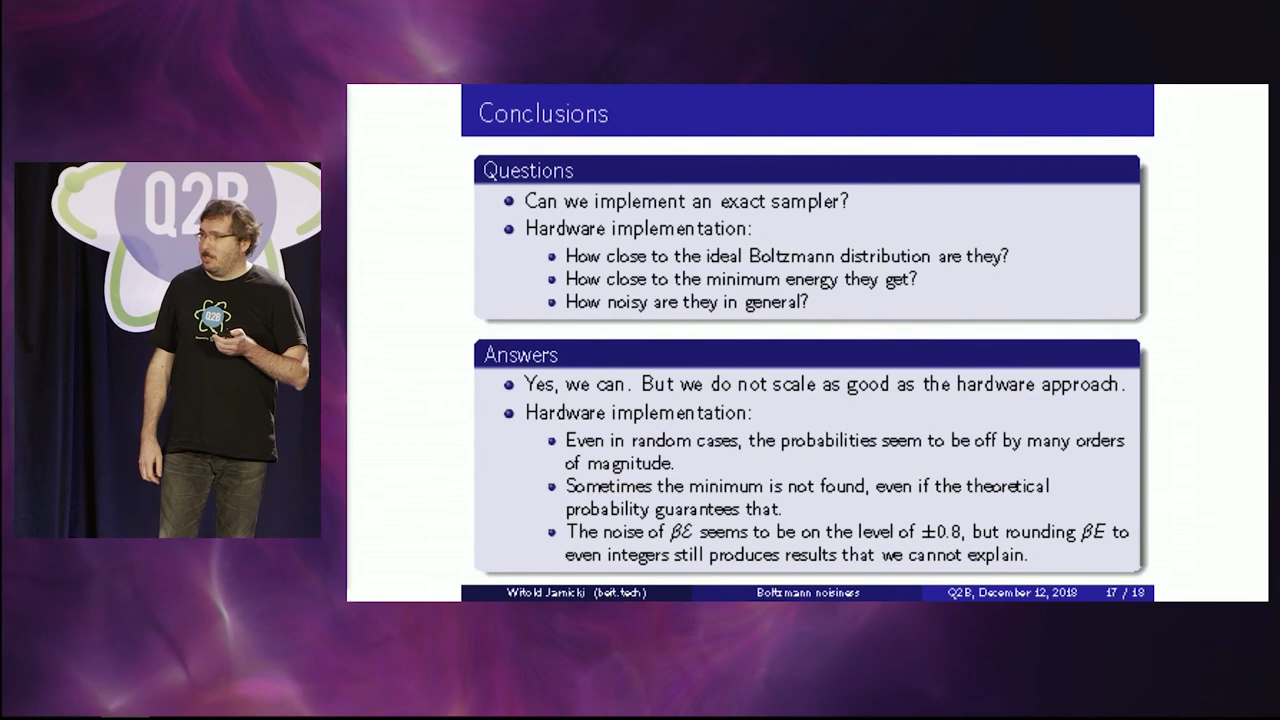 Q2B
Q2B
Conclusions
Questions
Can we implement an exact sampler?
Hardware implementation:
How close to the ideal Boltzmann distribution are they?
How close to the minimum energy they get?
How noisy are they in general?
Answers
Yes, we can. But we do not scale as good as the hardware approach.
Hardware implementation:
Even in random cases, the probabilities seem to be off by many orders
of magnitude.
Sometimes the minimum is not found, even if the theoretical
probability guarantees that.
The noise of βℰ seems to be on the level of ±0.8, but rounding βE to
even integers still produces results that we cannot explain.
Witold Jarnicki (beit.tech) Boltzmann noisiness Q2B, December 12, 2018 17 / 18